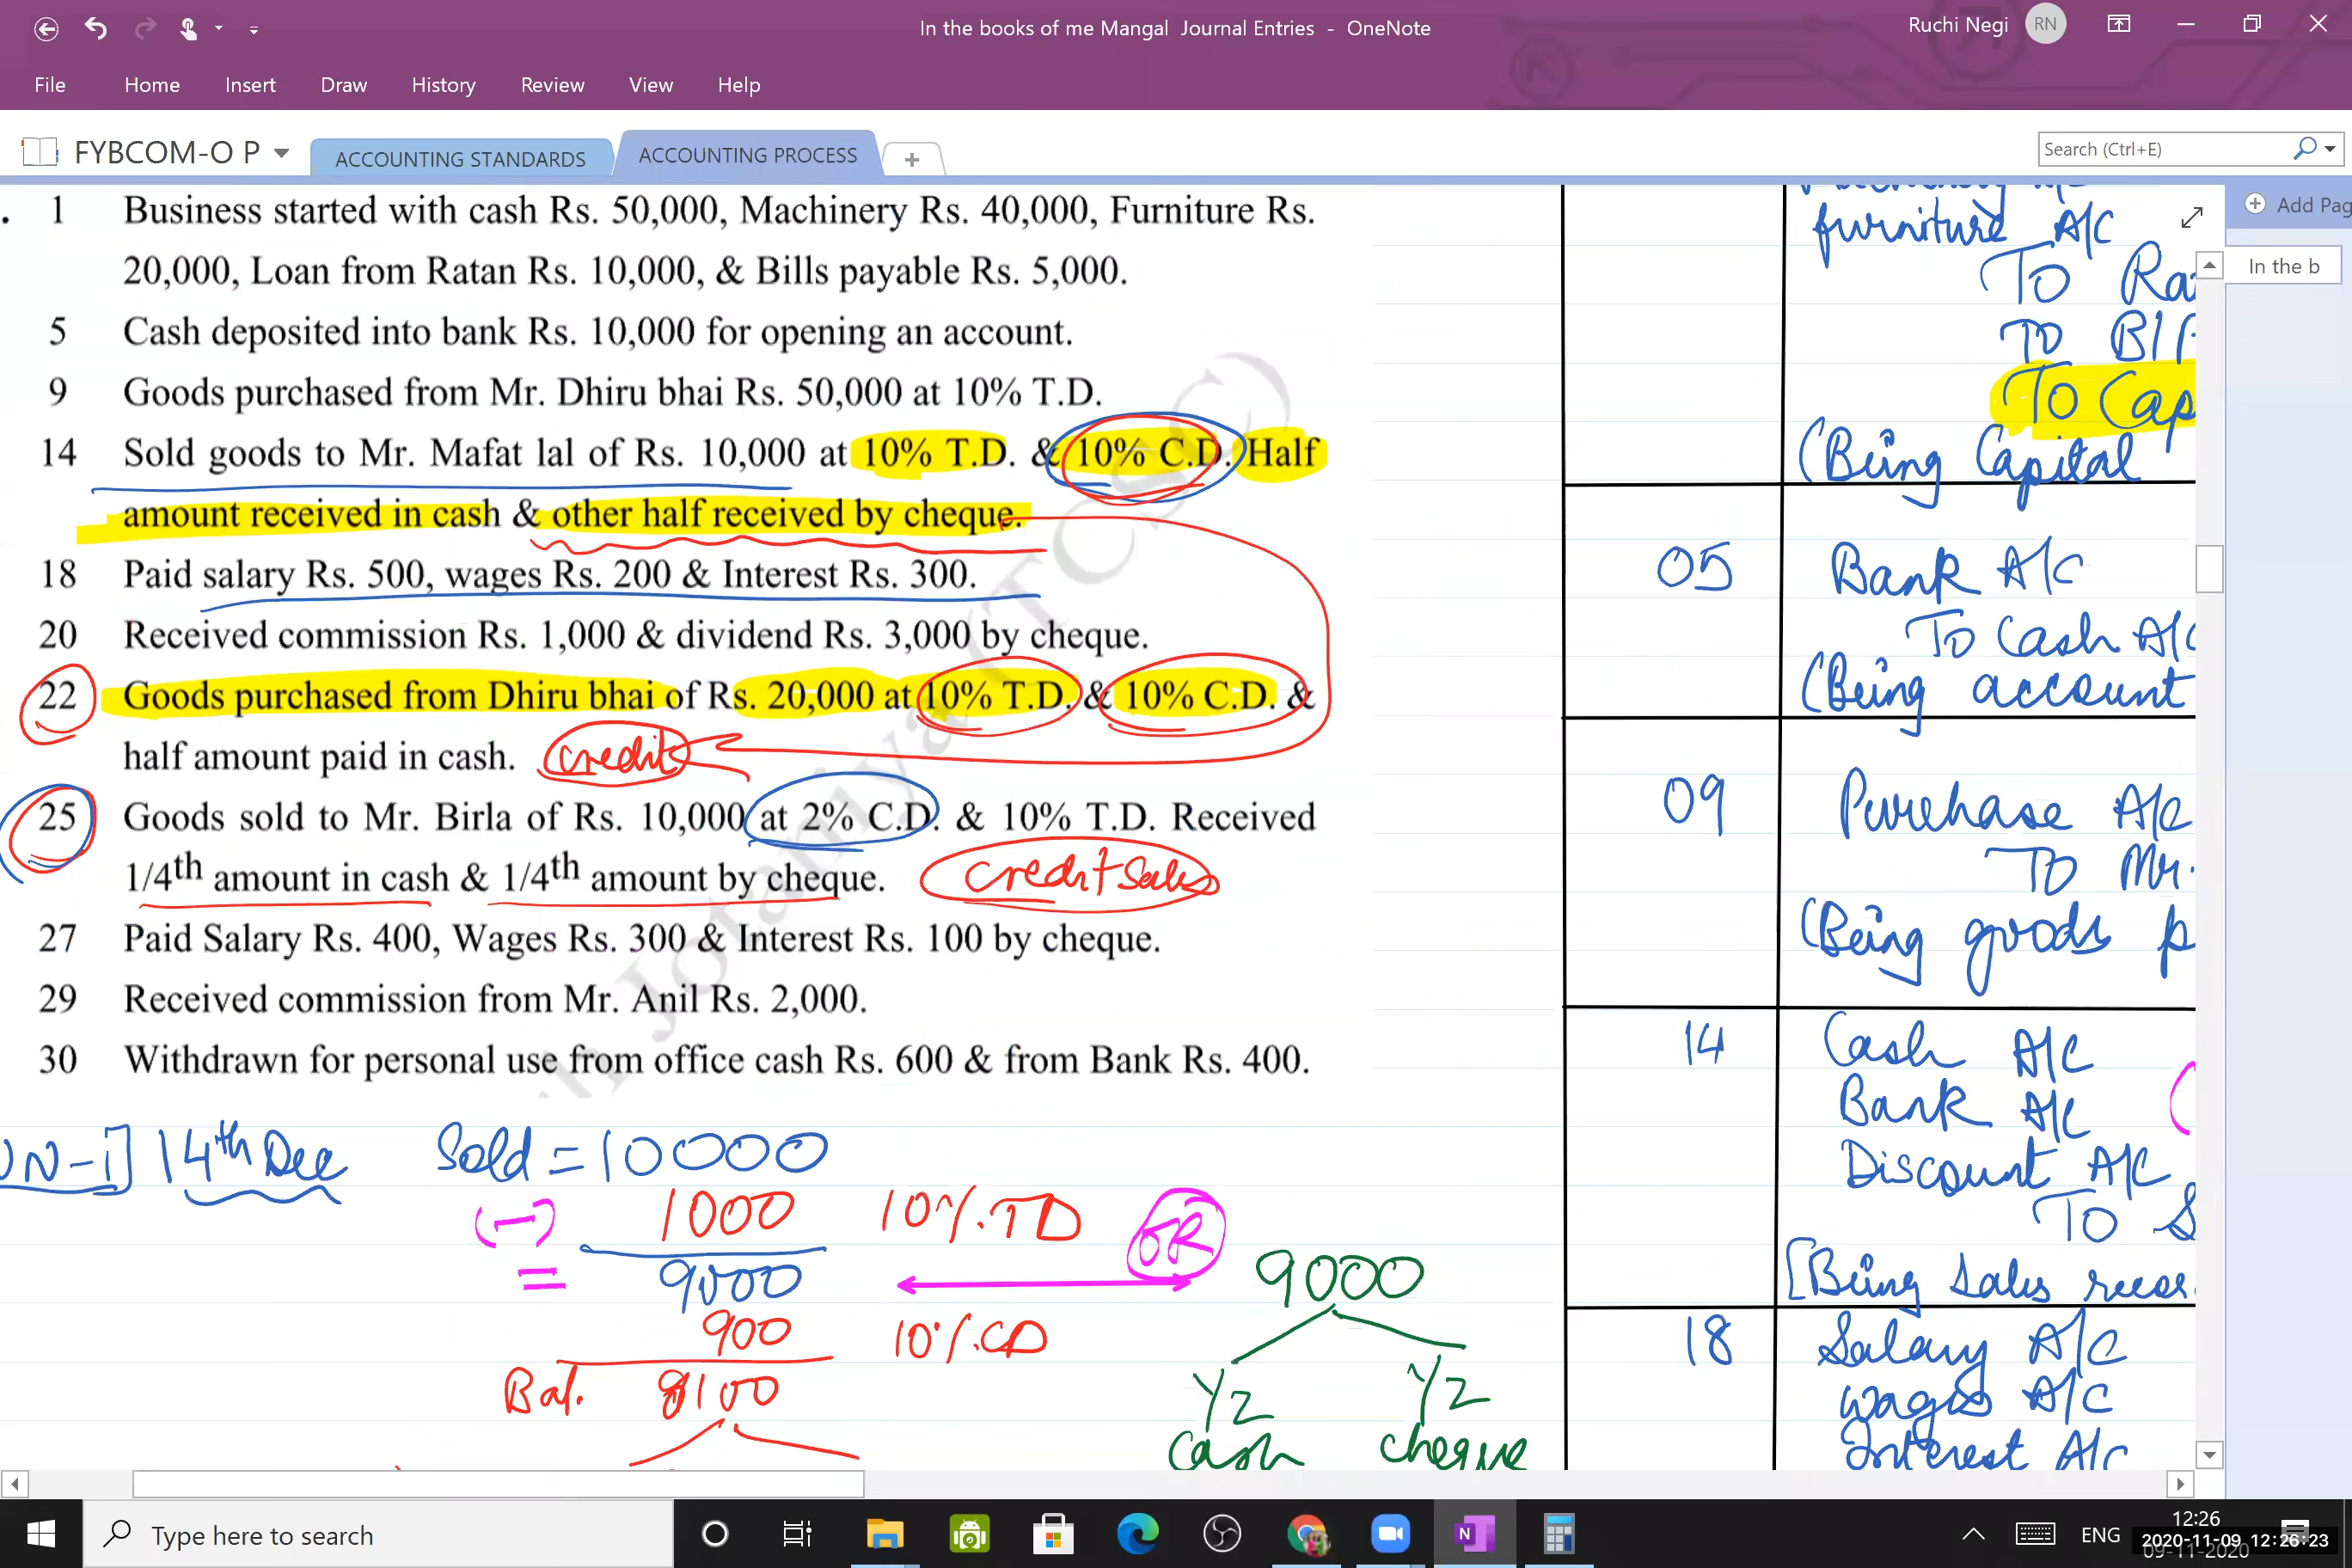 In the books of me Mangal Journal Entries - OneNote
Ruchi Negi RN
File Home Insert Draw History Review View Help
FYBCOM-O P ACCOUNTING STANDARDS ACCOUNTING PROCESS +
Search (Ctrl+E)
Add Pag
In the b
. 1 Business started with cash Rs. 50,000, Machinery Rs. 40,000, Furniture Rs.
20,000, Loan from Ratan Rs. 10,000, & Bills payable Rs. 5,000.
5 Cash deposited into bank Rs. 10,000 for opening an account.
9 Goods purchased from Mr. Dhiru bhai Rs. 50,000 at 10% T.D.
14 Sold goods to Mr. Mafat lal of Rs. 10,000 at 10% T.D. & 10% C.D. Half
amount received in cash & other half received by cheque.
18 Paid salary Rs. 500, wages Rs. 200 & Interest Rs. 300.
20 Received commission Rs. 1,000 & dividend Rs. 3,000 by cheque.
22 Goods purchased from Dhiru bhai of Rs. 20,000 at 10% T.D. & 10% C.D. &
half amount paid in cash. credit
25 Goods sold to Mr. Birla of Rs. 10,000 at 2% C.D. & 10% T.D. Received
1/4th amount in cash & 1/4th amount by cheque. credit sales
27 Paid Salary Rs. 400, Wages Rs. 300 & Interest Rs. 100 by cheque.
29 Received commission from Mr. Anil Rs. 2,000.
30 Withdrawn for personal use from office cash Rs. 600 & from Bank Rs. 400.
(TCSC)
WN-1] 14th Dec Sold = 10000
(-) 1000 10%.TD OR
= 9000 9000
900 10%.CD
Bal. 8100 1/2 1/2
cash cheque
furniture A/c
To Ra
To B/P
To Cap
(Being Capital
05 Bank A/c
To Cash A/c
(Being account
09 Purchase A/c
To Mr.
(Being goods p
14 Cash A/c
Bank A/c
Discount A/c
To S
[Being Sales recor
18 Salary A/c
wages A/c
Interest A/c
Type here to search
ENG
12:26
2020-11-09 12:26:23
09-11-2020